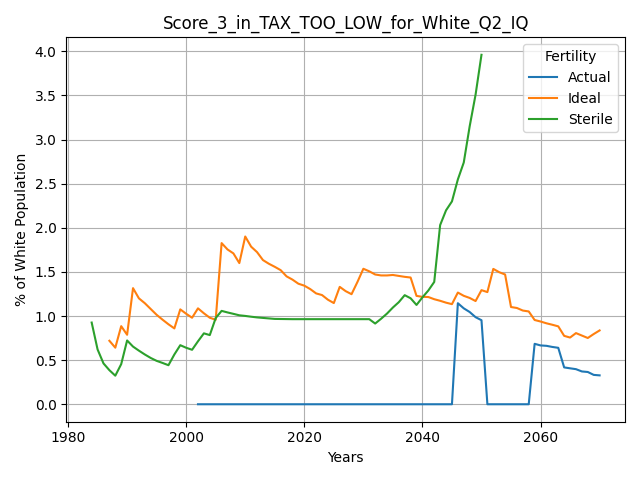 Score_3_in_TAX_TOO_LOW_for_White_Q2_IQ
Fertility
Actual
Ideal
Sterile
% of White Population
4.0
3.5
3.0
2.5
2.0
1.5
1.0
0.5
0.0
1980 2000 2020 2040 2060
Years